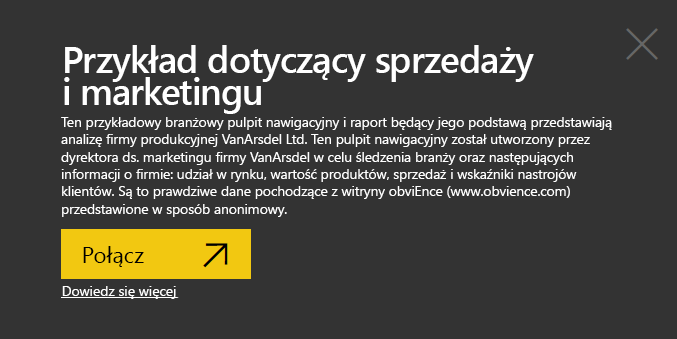 Przykład dotyczący sprzedaży
i marketingu
Ten przykładowy branżowy pulpit nawigacyjny i raport będący jego podstawą przedstawiają
analizę firmy produkcyjnej VanArsdel Ltd. Ten pulpit nawigacyjny został utworzony przez
dyrektora ds. marketingu firmy VanArsdel w celu śledzenia branży oraz następujących
informacji o firmie: udział w rynku, wartość produktów, sprzedaż i wskaźniki nastrojów
klientów. Są to prawdziwe dane pochodzące z witryny obviEnce (www.obvience.com)
przedstawione w sposób anonimowy.
Połącz
Dowiedz się więcej